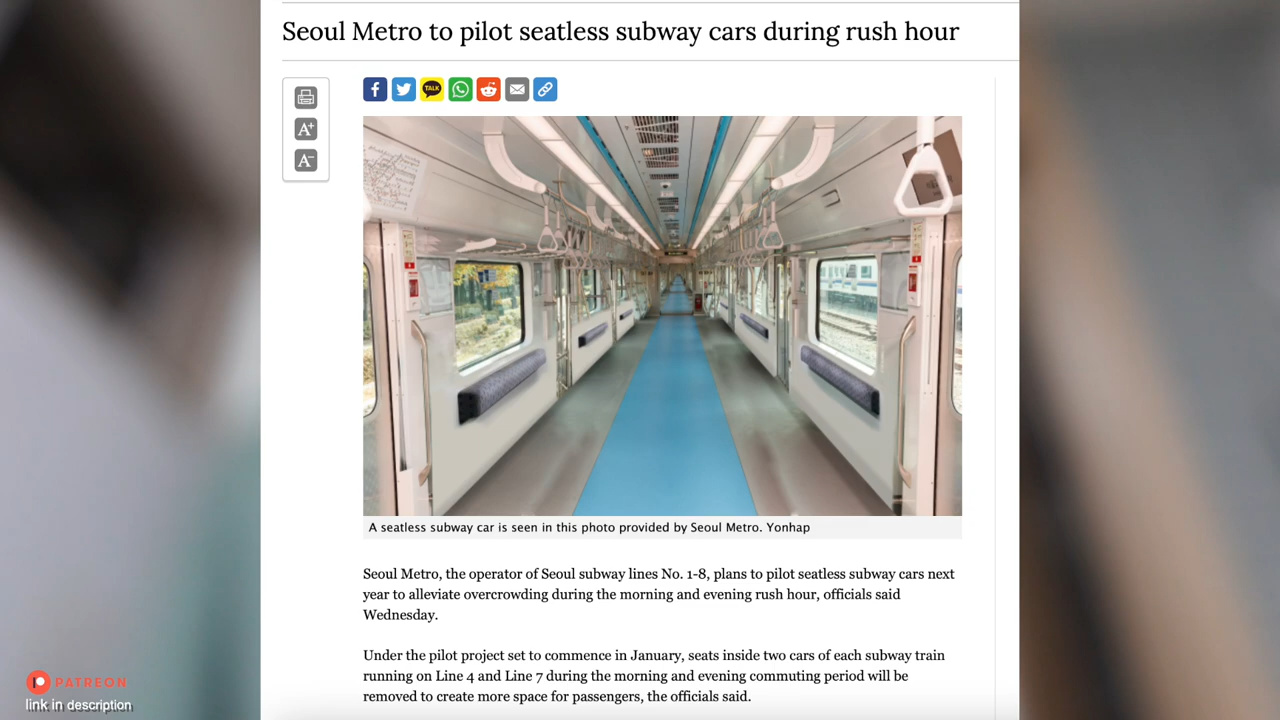 Seoul Metro to pilot seatless subway cars during rush hour
TALK
A+
A-
A seatless subway car is seen in this photo provided by Seoul Metro. Yonhap
Seoul Metro, the operator of Seoul subway lines No. 1-8, plans to pilot seatless subway cars next
year to alleviate overcrowding during the morning and evening rush hour, officials said
Wednesday.
Under the pilot project set to commence in January, seats inside two cars of each subway train
running on Line 4 and Line 7 during the morning and evening commuting period will be
removed to create more space for passengers, the officials said.
PATREON
link in description